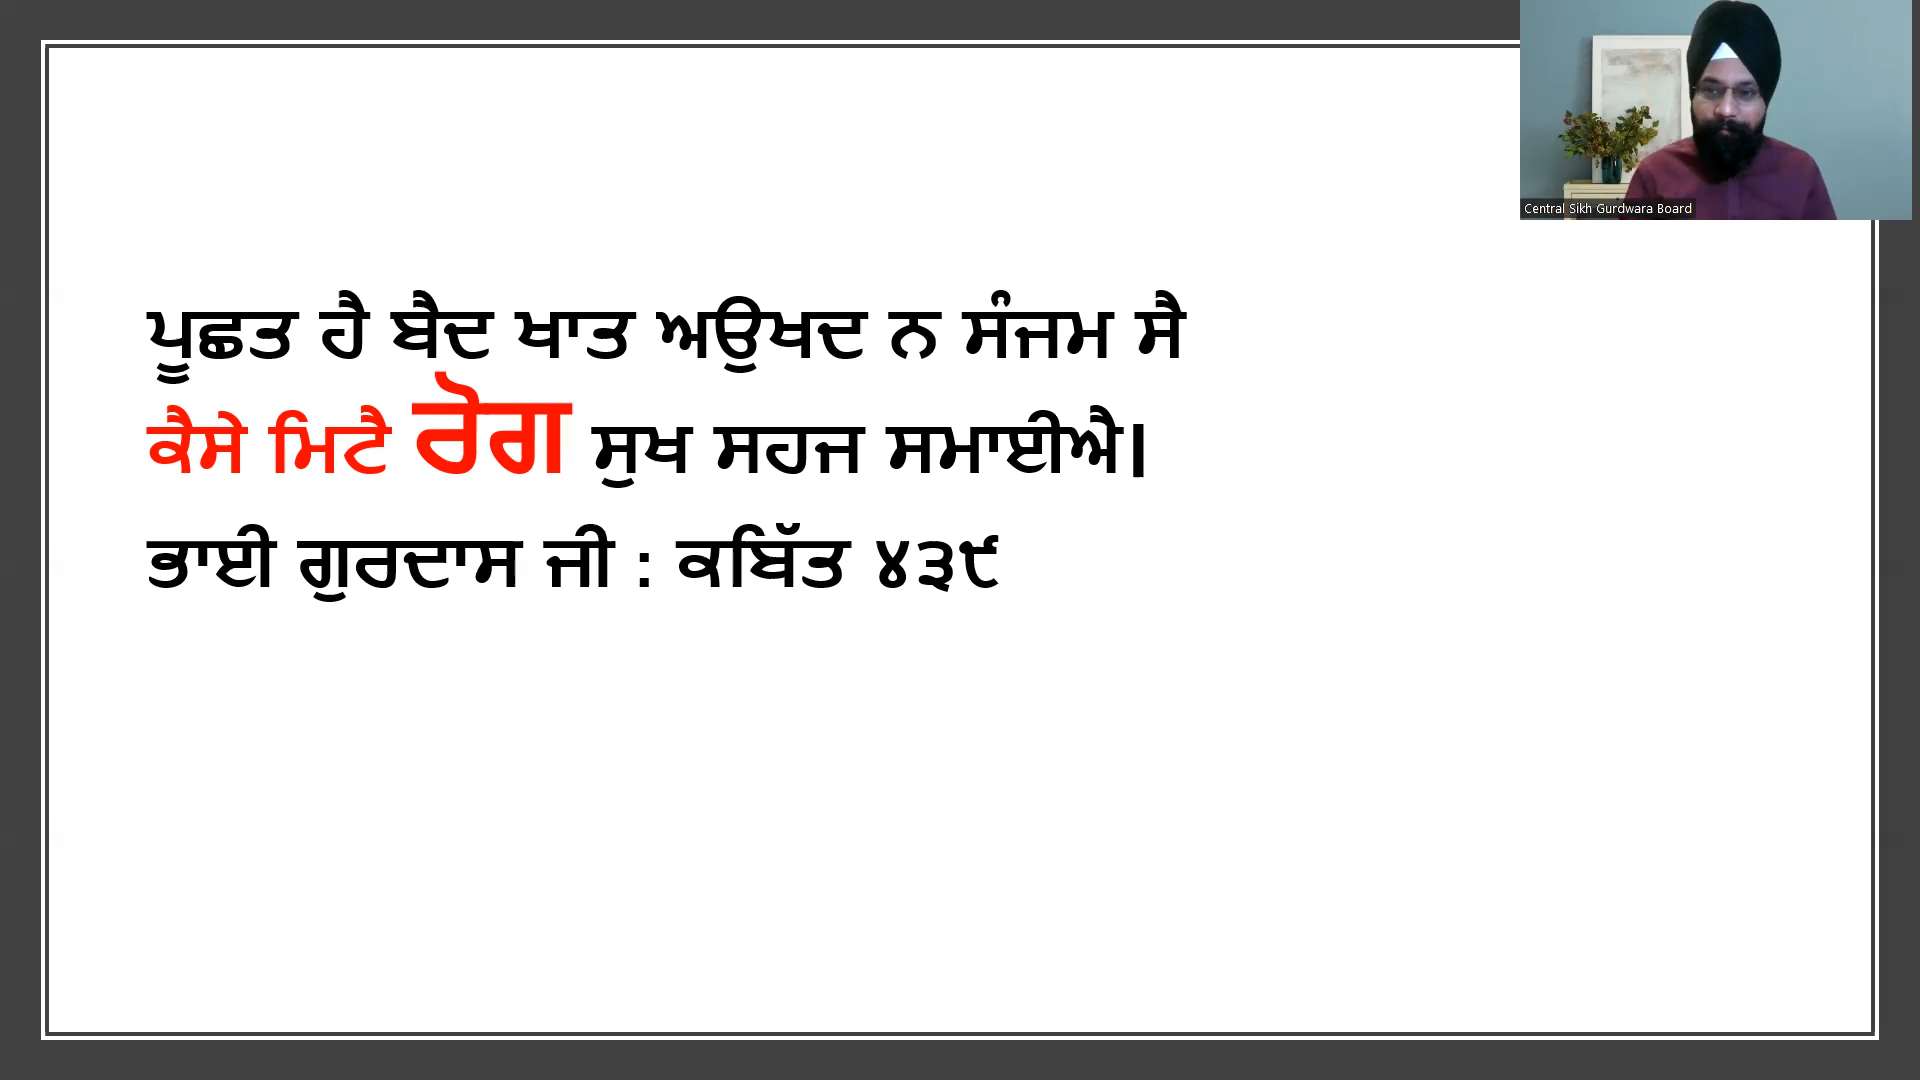 Central Sikh Gurdwara Board
ਪੂਛਤ ਹੈ ਬੈਦ ਖਾਤ ਅਉਖਦ ਨ ਸੰਜਮ ਸੈ
ਕੈਸੇ ਮਿਟੈ ਰੋਗ ਸੁਖ ਸਹਜ ਸਮਾਈਐ।
ਭਾਈ ਗੁਰਦਾਸ ਜੀ : ਕਬਿੱਤ ੪੩੯